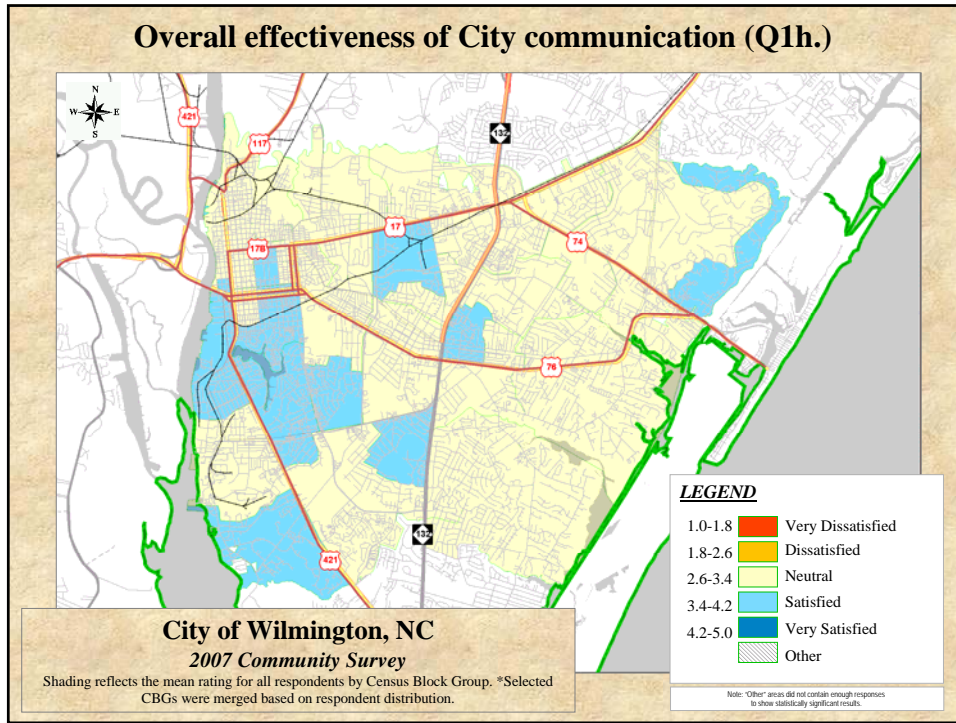 Overall effectiveness of City communication (Q1h.)
N
W E
S
421
117
132
17
17B
74
76
132
421
LEGEND
1.0-1.8 Very Dissatisfied
1.8-2.6 Dissatisfied
2.6-3.4 Neutral
3.4-4.2 Satisfied
4.2-5.0 Very Satisfied
Other
City of Wilmington, NC
2007 Community Survey
Shading reflects the mean rating for all respondents by Census Block Group. *Selected
CBGs were merged based on respondent distribution.
Note: "Other" areas did not contain enough responses
to show statistically significant results.